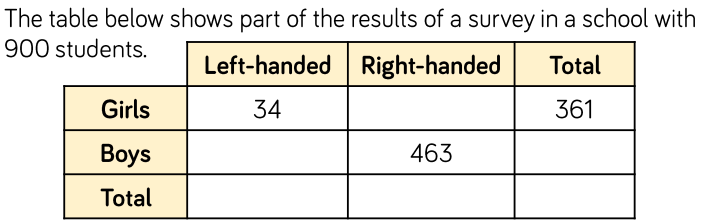 The table below shows part of the results of a survey in a school with
900 students.
Left-handed Right-handed Total
Girls 34 361
Boys 463
Total